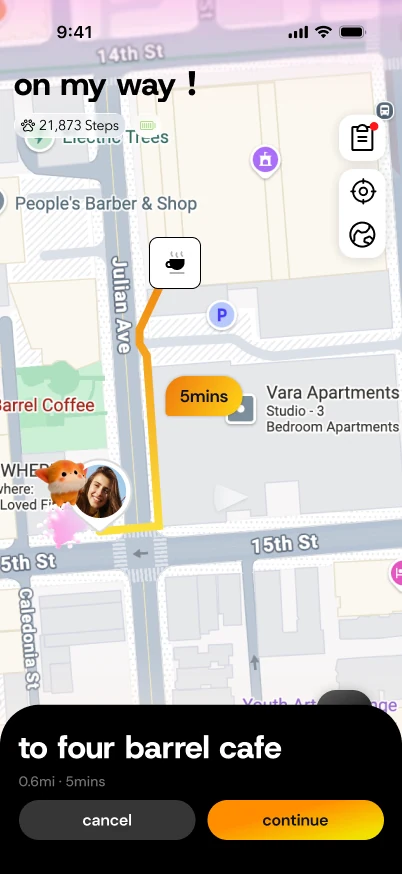 9:41
14th St
on my way !
21,873 Steps
Electric Trees
People's Barber & Shop
Julian Ave
P
5mins
Vara Apartments
Studio - 3
Bedroom Apartments
Barrel Coffee
WHER
where:
Loved Fi
15th St
5th St
Caledonia St
Youth Art
nge
to four barrel cafe
0.6mi · 5mins
cancel
continue